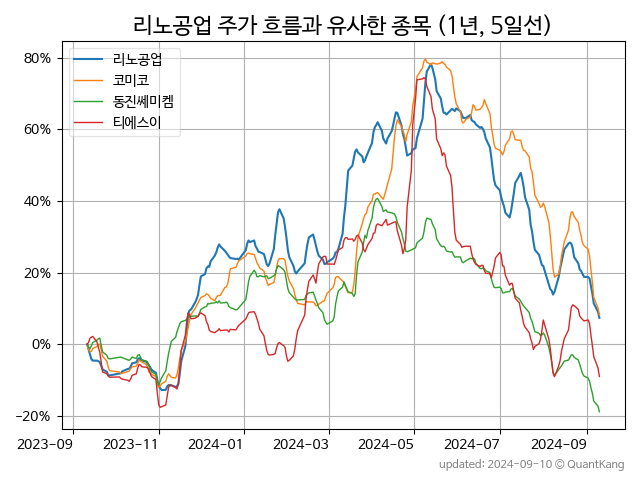 리노공업 주가 흐름과 유사한 종목 (1년, 5일선)
리노공업
코미코
동진쎄미켐
티에스이
80%
60%
40%
20%
0%
−20%
2023-09 2023-11 2024-01 2024-03 2024-05 2024-07 2024-09
updated: 2024-09-10 © QuantKang